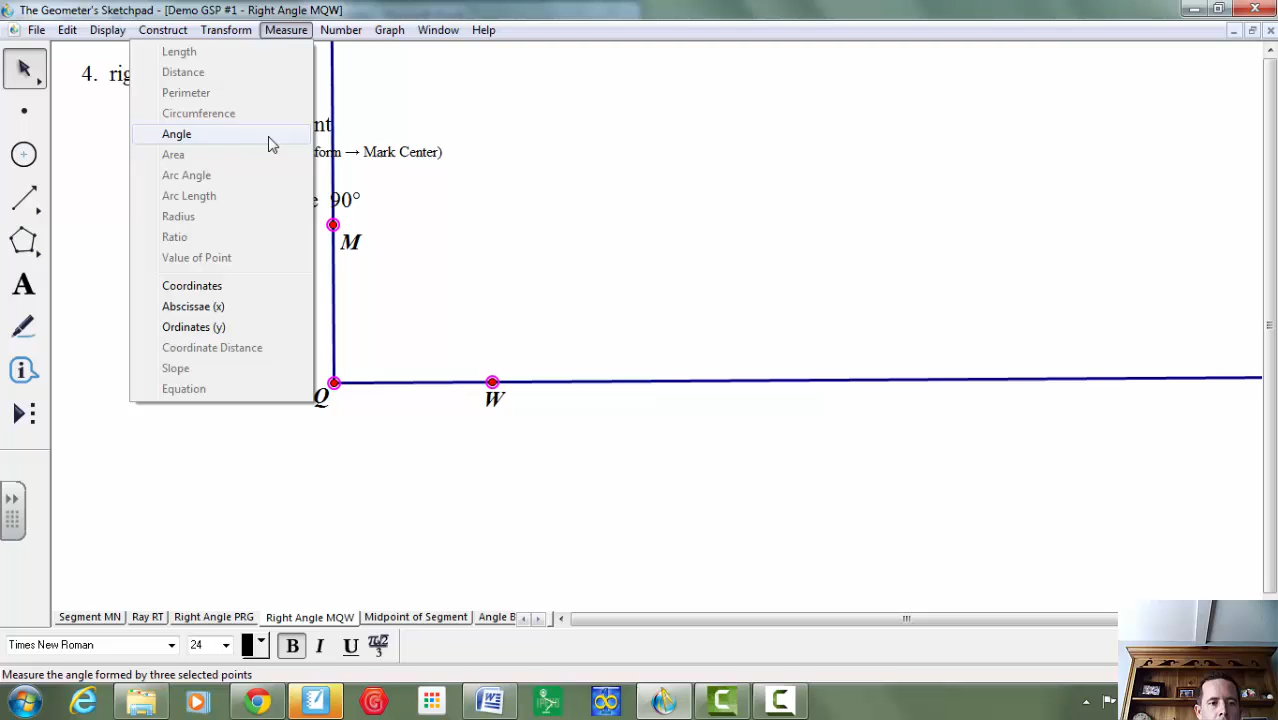 The Geometer's Sketchpad - [Demo GSP #1 - Right Angle MQW]
File Edit Display Construct Transform Measure Number Graph Window Help
Length
4. rig
Distance
Perimeter
Circumference
nt
Angle
form → Mark Center)
Area
Arc Angle
Arc Length
e 90°
Radius
M
Ratio
Value of Point
Coordinates
Abscissae (x)
Ordinates (y)
Coordinate Distance
Slope
Equation
Q W
Segment MN Ray RT Right Angle PRG Right Angle MQW Midpoint of Segment Angle B
Times New Roman 24 B I U
Measure the angle formed by three selected points